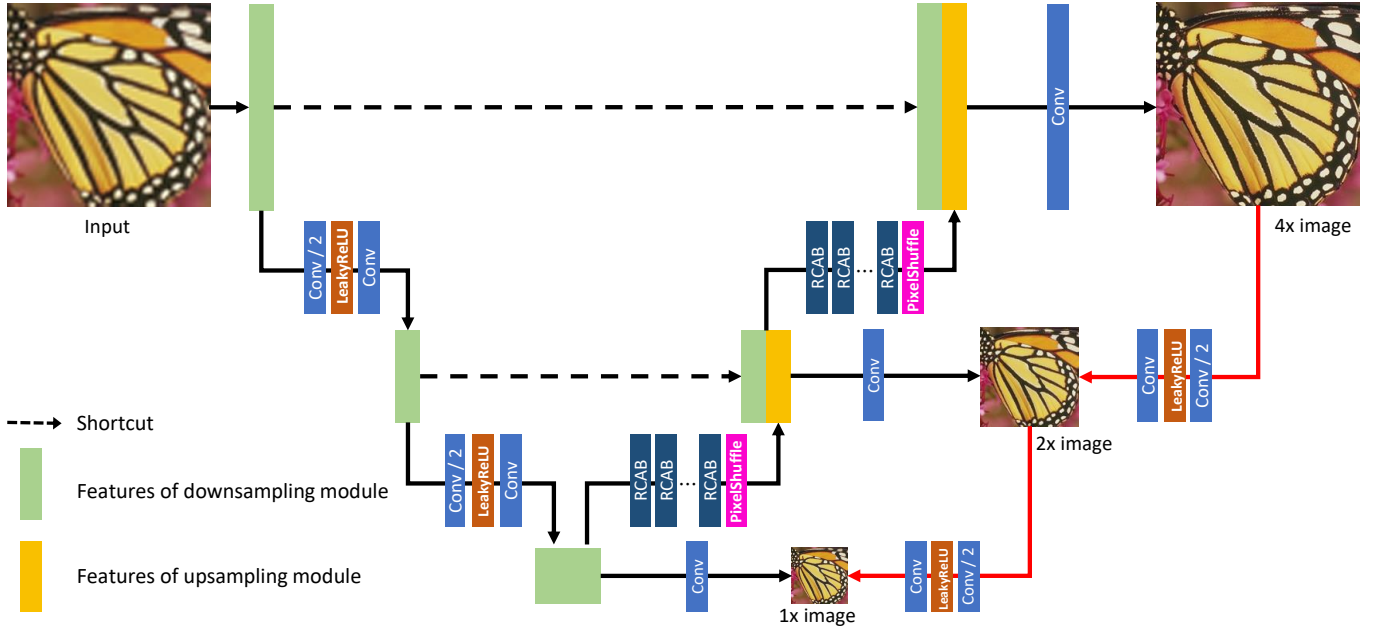 Conv
Input
4x image
Conv / 2
LeakyReLU
Conv
RCAB
RCAB
...
RCAB
PixelShuffle
Conv
Conv
LeakyReLU
Conv / 2
Shortcut
2x image
Conv / 2
LeakyReLU
Conv
RCAB
RCAB
...
RCAB
PixelShuffle
Features of downsampling module
Features of upsampling module
Conv
Conv
LeakyReLU
Conv / 2
1x image